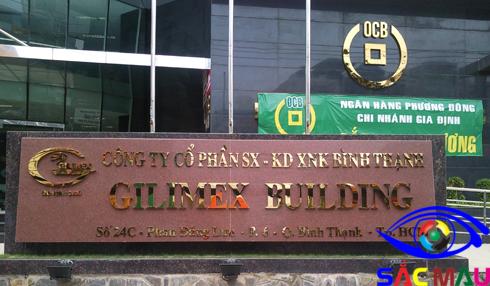 OCB
OCB
NGÂN HÀNG PHƯƠNG ĐÔNG
CHI NHÁNH GIA ĐỊNH
GILIMEX
CÔNG TY CỔ PHẦN SX - KD XNK BÌNH THẠNH
GILIMEX BUILDING
Số 24C - Phan Đăng Lưu - P. 6 - Q. Bình Thạnh - Tp. HCM
SẮC MÀU